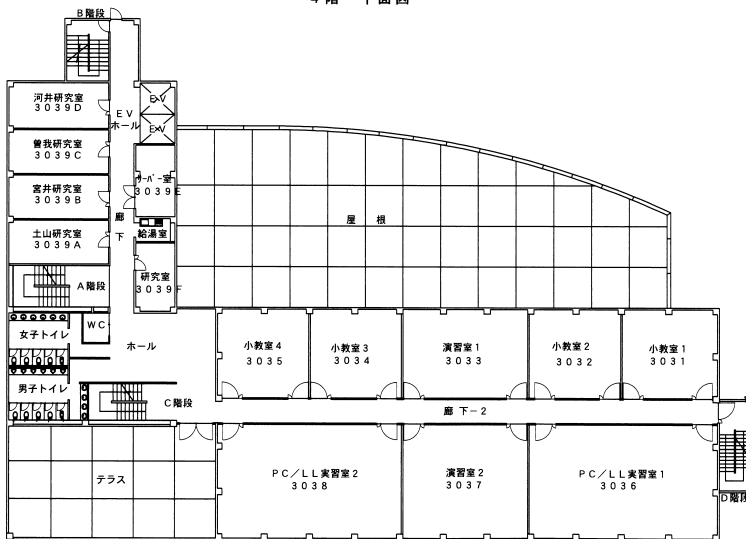 4階 平面図
B階段
河井研究室
3039D
EV
ホール
EV
EV
曽我研究室
3039C
サーバー室
3039E
宮井研究室
3039B
廊
下
屋 根
土山研究室
3039A
給湯室
A階段
研究室
3039F
WC
女子トイレ
ホール
小教室4
3035
小教室3
3034
演習室1
3033
小教室2
3032
小教室1
3031
男子トイレ
C階段
廊下-2
テラス
PC/LL実習室2
3038
演習室2
3037
PC/LL実習室1
3036
D階段